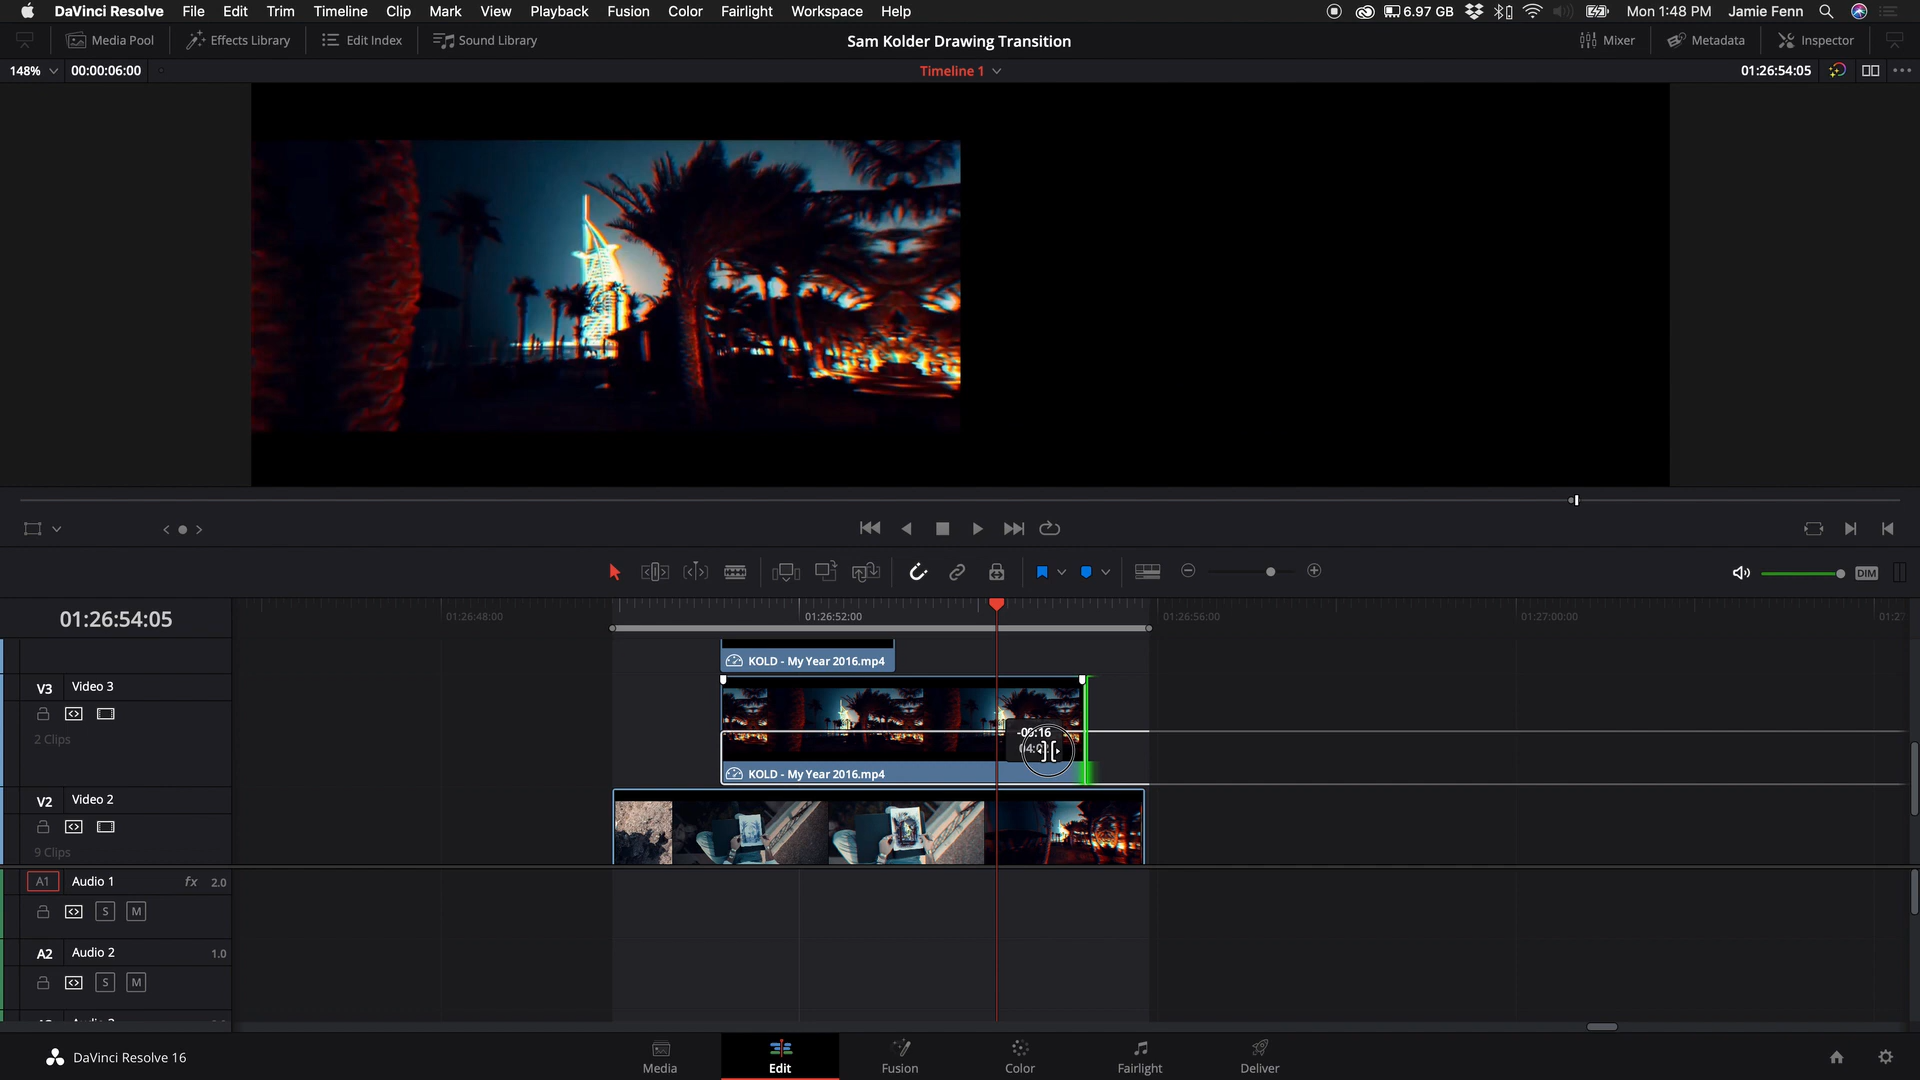 DaVinci Resolve File Edit Trim Timeline Clip Mark View Playback Fusion Color Fairlight Workspace Help 6.97 GB Mon 1:48 PM Jamie Fenn
Media Pool Effects Library Edit Index Sound Library Sam Kolder Drawing Transition Mixer Metadata Inspector
148% 00:00:06:00 Timeline 1 01:26:54:05
DIM
01:26:54:05 01:26:48:00 01:26:52:00 01:26:56:00 01:27:00:00
KOLD - My Year 2016.mp4
V3 Video 3
2 Clips
-00:16
KOLD - My Year 2016.mp4
V2 Video 2
9 Clips
A1 Audio 1 fx 2.0
S M
A2 Audio 2 1.0
S M
DaVinci Resolve 16 Media Edit Fusion Color Fairlight Deliver